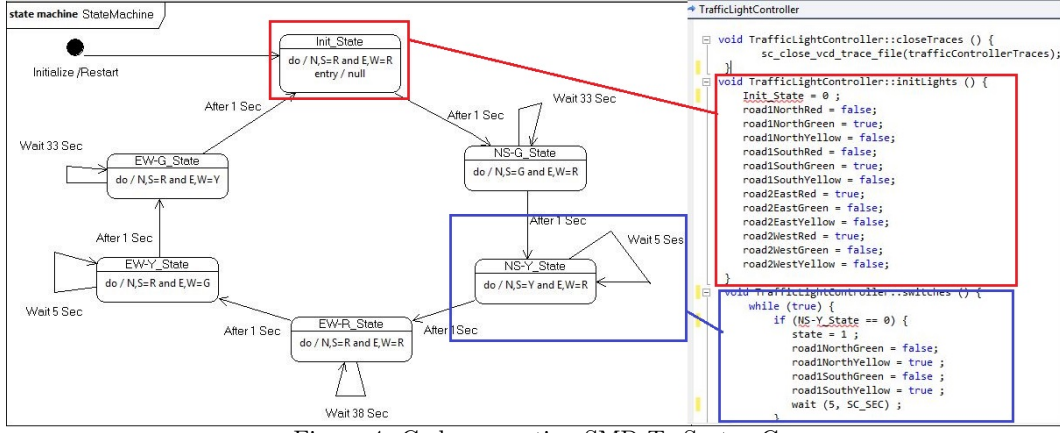 state machine StateMachine
Initialize /Restart
Init_State
do / N,S=R and E,W=R
entry / null
After 1 Sec
After 1 Sec
Wait 33 Sec
Wait 33 Sec
EW-G_State
do / N,S=R and E,W=Y
NS-G_State
do / N,S=G and E,W=R
After 1 Sec
After 1 Sec
Wait 5 Ses
EW-Y_State
do / N,S=R and E,W=G
NS-Y_State
do / N,S=Y and E,W=R
Wait 5 Sec
After 1 Sec
EW-R_State
do / N,S=R and E,W=R
After 1Sec
Wait 38 Sec
TrafficLightController
void TrafficLightController::closeTraces () {
sc_close_vcd_trace_file(trafficControllerTraces);
}
void TrafficLightController::initLights () {
Init_State = 0 ;
road1NorthRed = false;
road1NorthGreen = true;
road1NorthYellow = false;
road1SouthRed = false;
road1SouthGreen = true;
road1SouthYellow = false;
road2EastRed = true;
road2EastGreen = false;
road2EastYellow = false;
road2WestRed = true;
road2WestGreen = false;
road2WestYellow = false;
}
void TrafficLightController::switches () {
while (true) {
if (NS-Y_State == 0) {
state = 1 ;
road1NorthGreen = false;
road1NorthYellow = true ;
road1SouthGreen = false ;
road1SouthYellow = true ;
wait (5, SC_SEC) ;
}